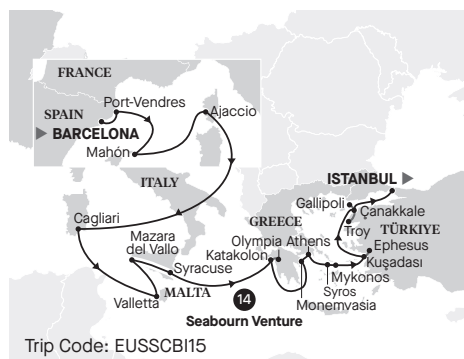 FRANCE
Port-Vendres
SPAIN
Ajaccio
BARCELONA
Mahón
ITALY
ISTANBUL
Gallipoli
Çanakkale
Cagliari
GREECE
Troy
TÜRKIYE
Mazara
del Vallo
Olympia
Athens
Ephesus
Katakolon
Kuşadası
Syracuse
Mykonos
Valletta
MALTA
14
Syros
Monemvasia
Seabourn Venture
Trip Code: EUSSCBI15